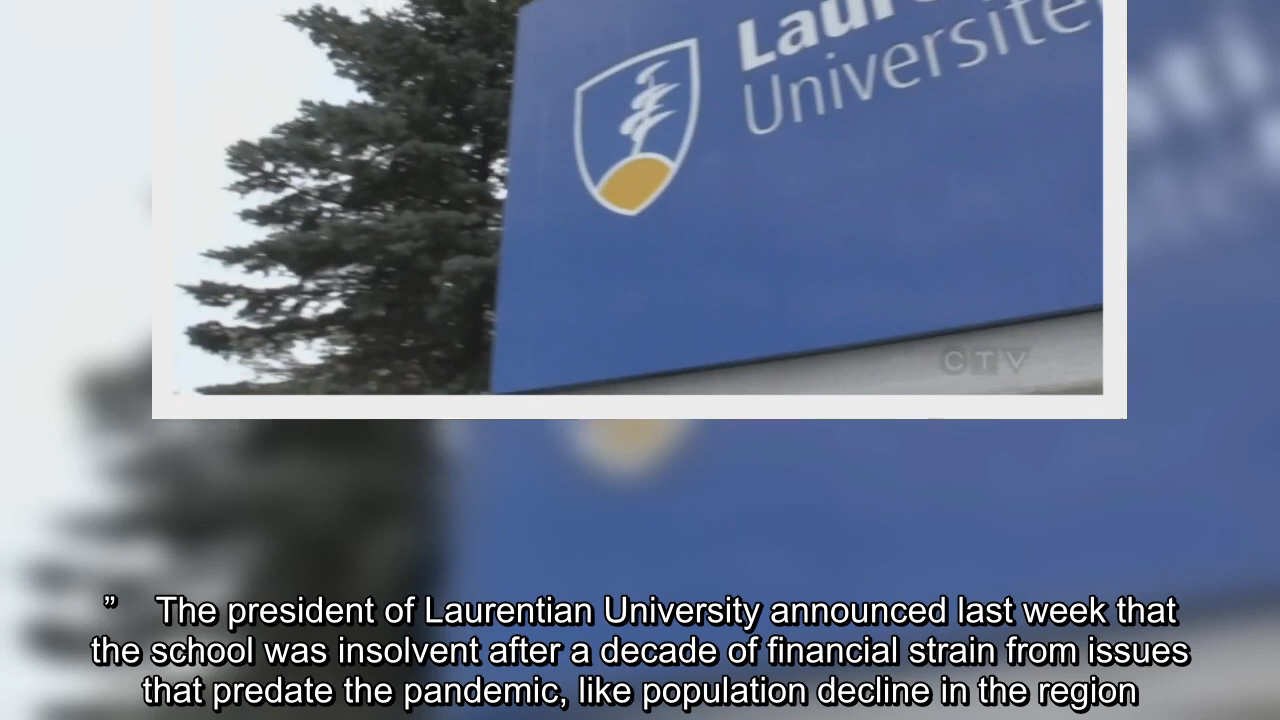 Université
CTV
” The president of Laurentian University announced last week that
the school was insolvent after a decade of financial strain from issues
that predate the pandemic, like population decline in the region